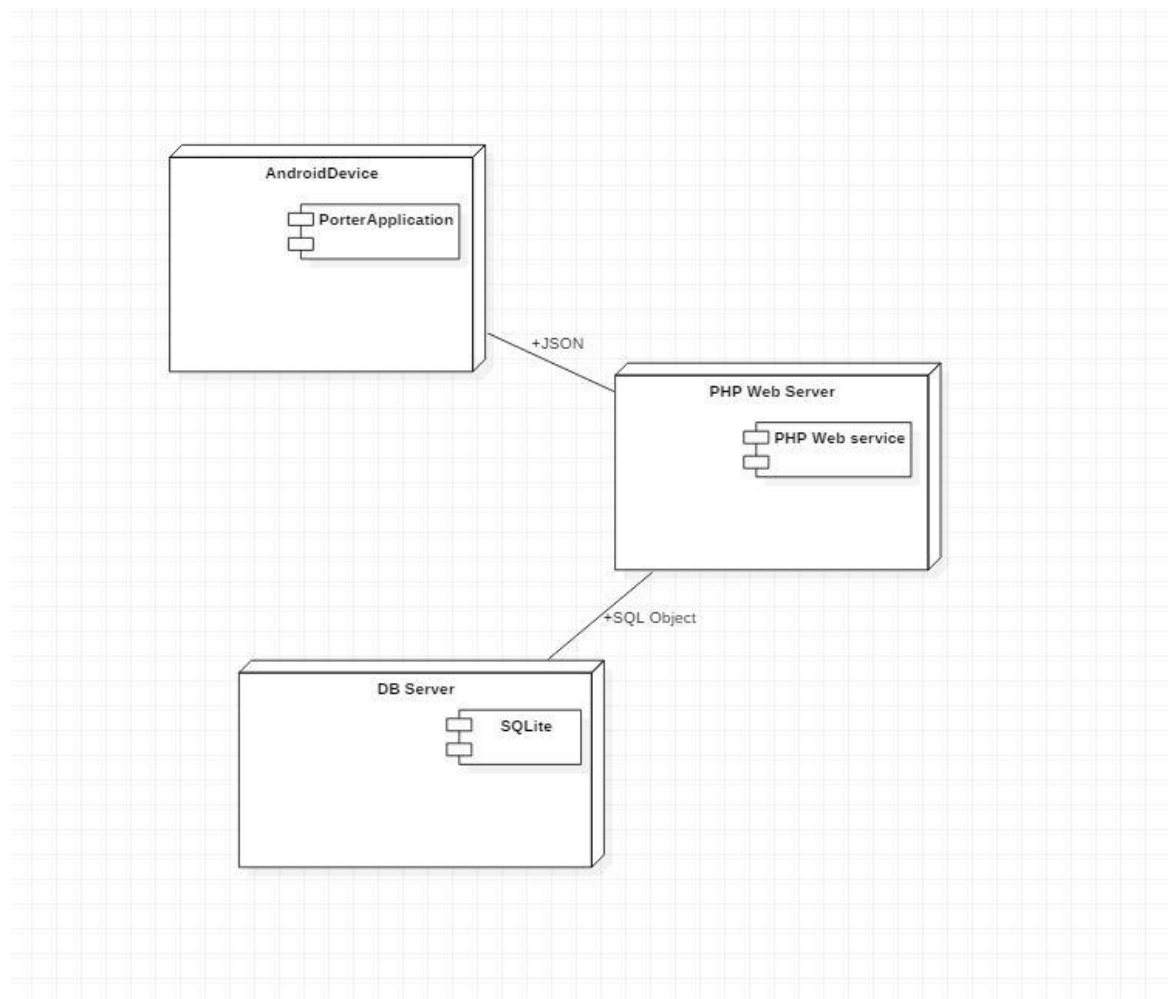 AndroidDevice
PorterApplication
+JSON
PHP Web Server
PHP Web service
+SQL Object
DB Server
SQLite